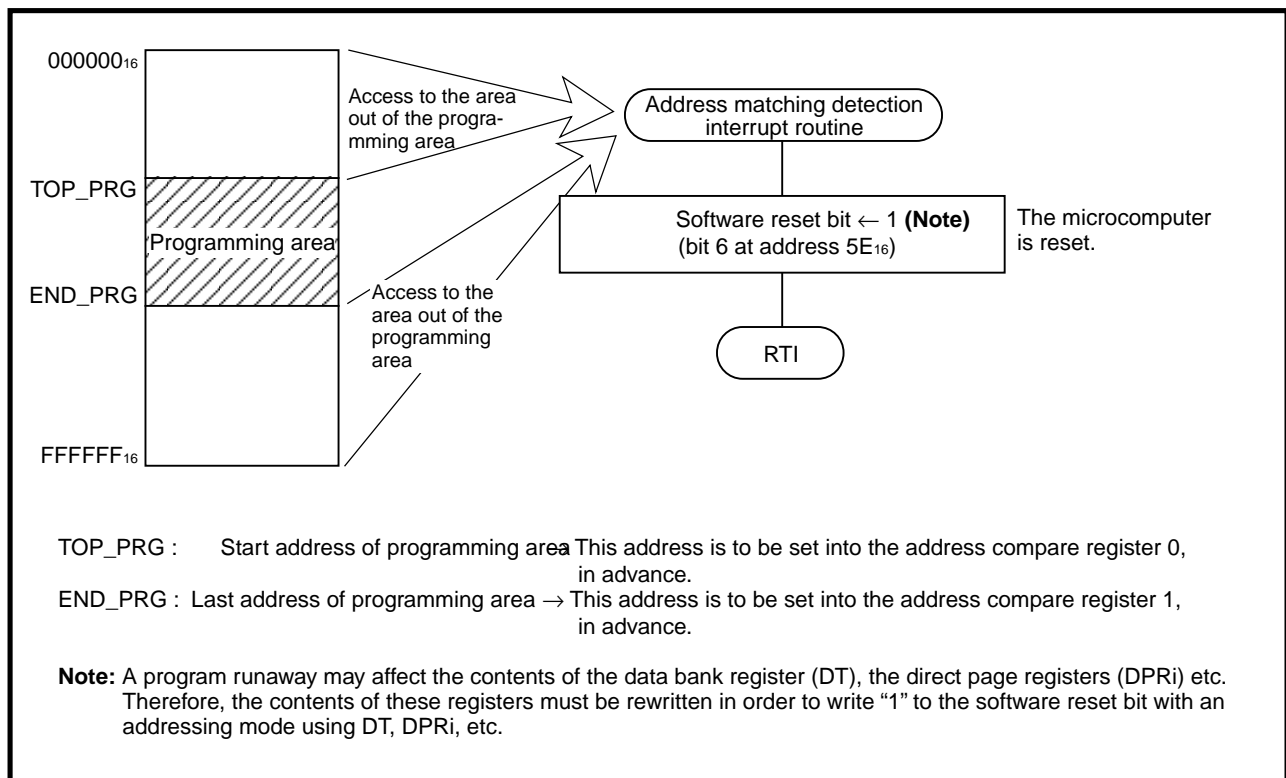 000000₁₆
Access to the area
out of the progra-
mming area
Address matching detection
interrupt routine
TOP_PRG
Programming area
END_PRG
Software reset bit ← 1 (Note)
(bit 6 at address 5E₁₆)
The microcomputer
is reset.
Access to the
area out of the
programming
area
RTI
FFFFFF₁₆
TOP_PRG : Start address of programming area → This address is to be set into the address compare register 0,
in advance.
END_PRG : Last address of programming area → This address is to be set into the address compare register 1,
in advance.
Note: A program runaway may affect the contents of the data bank register (DT), the direct page registers (DPRi) etc.
Therefore, the contents of these registers must be rewritten in order to write “1” to the software reset bit with an
addressing mode using DT, DPRi, etc.